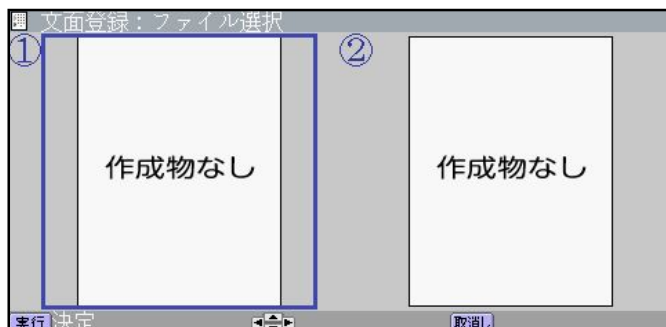 文面登録：ファイル選択
① ②
作成物なし 作成物なし
実行 決定 取消し